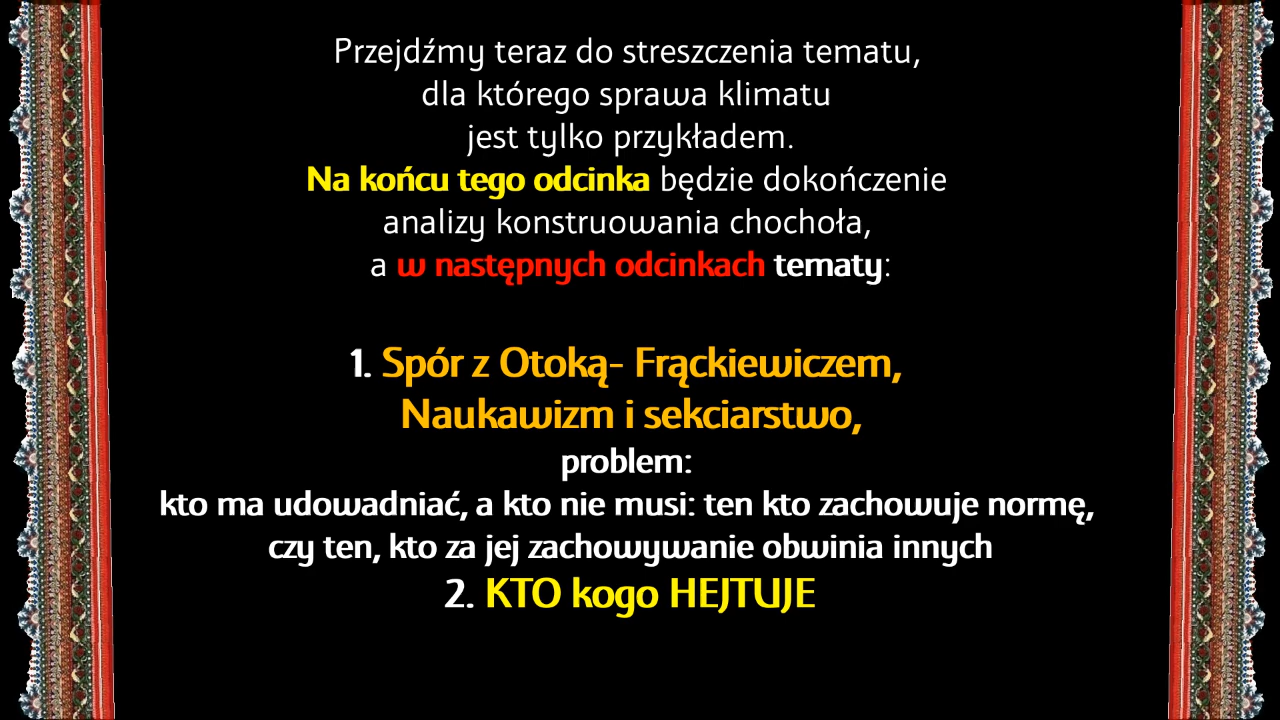 Przejdźmy teraz do streszczenia tematu,
dla którego sprawa klimatu
jest tylko przykładem.
Na końcu tego odcinka będzie dokończenie
analizy konstruowania chochoła,
a w następnych odcinkach tematy:
1. Spór z Otoką- Frąckiewiczem,
Naukawizm i sekciarstwo,
problem:
kto ma udowadniać, a kto nie musi: ten kto zachowuje normę,
czy ten, kto za jej zachowywanie obwinia innych
2. KTO kogo HEJTUJE